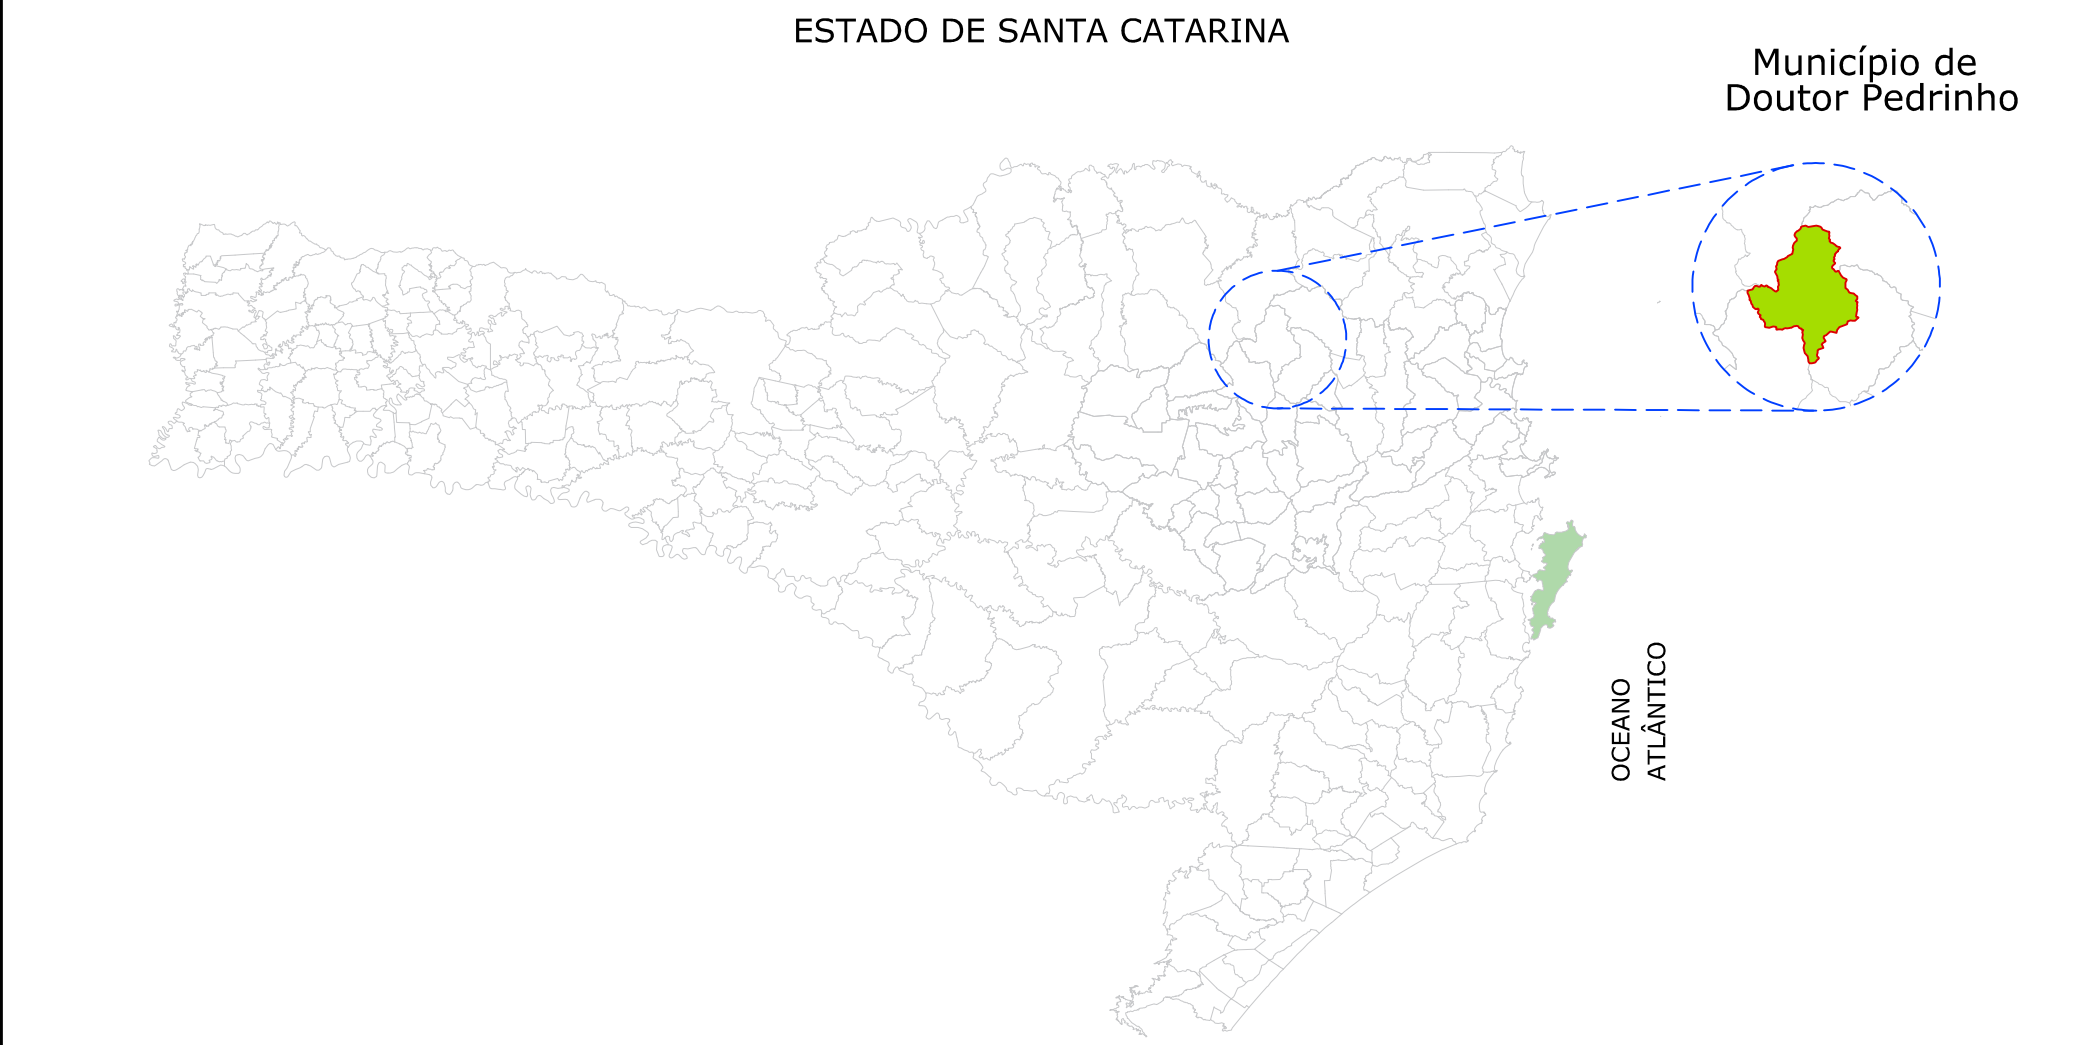 ESTADO DE SANTA CATARINA
Município de
Doutor Pedrinho
OCEANO
ATLÂNTICO